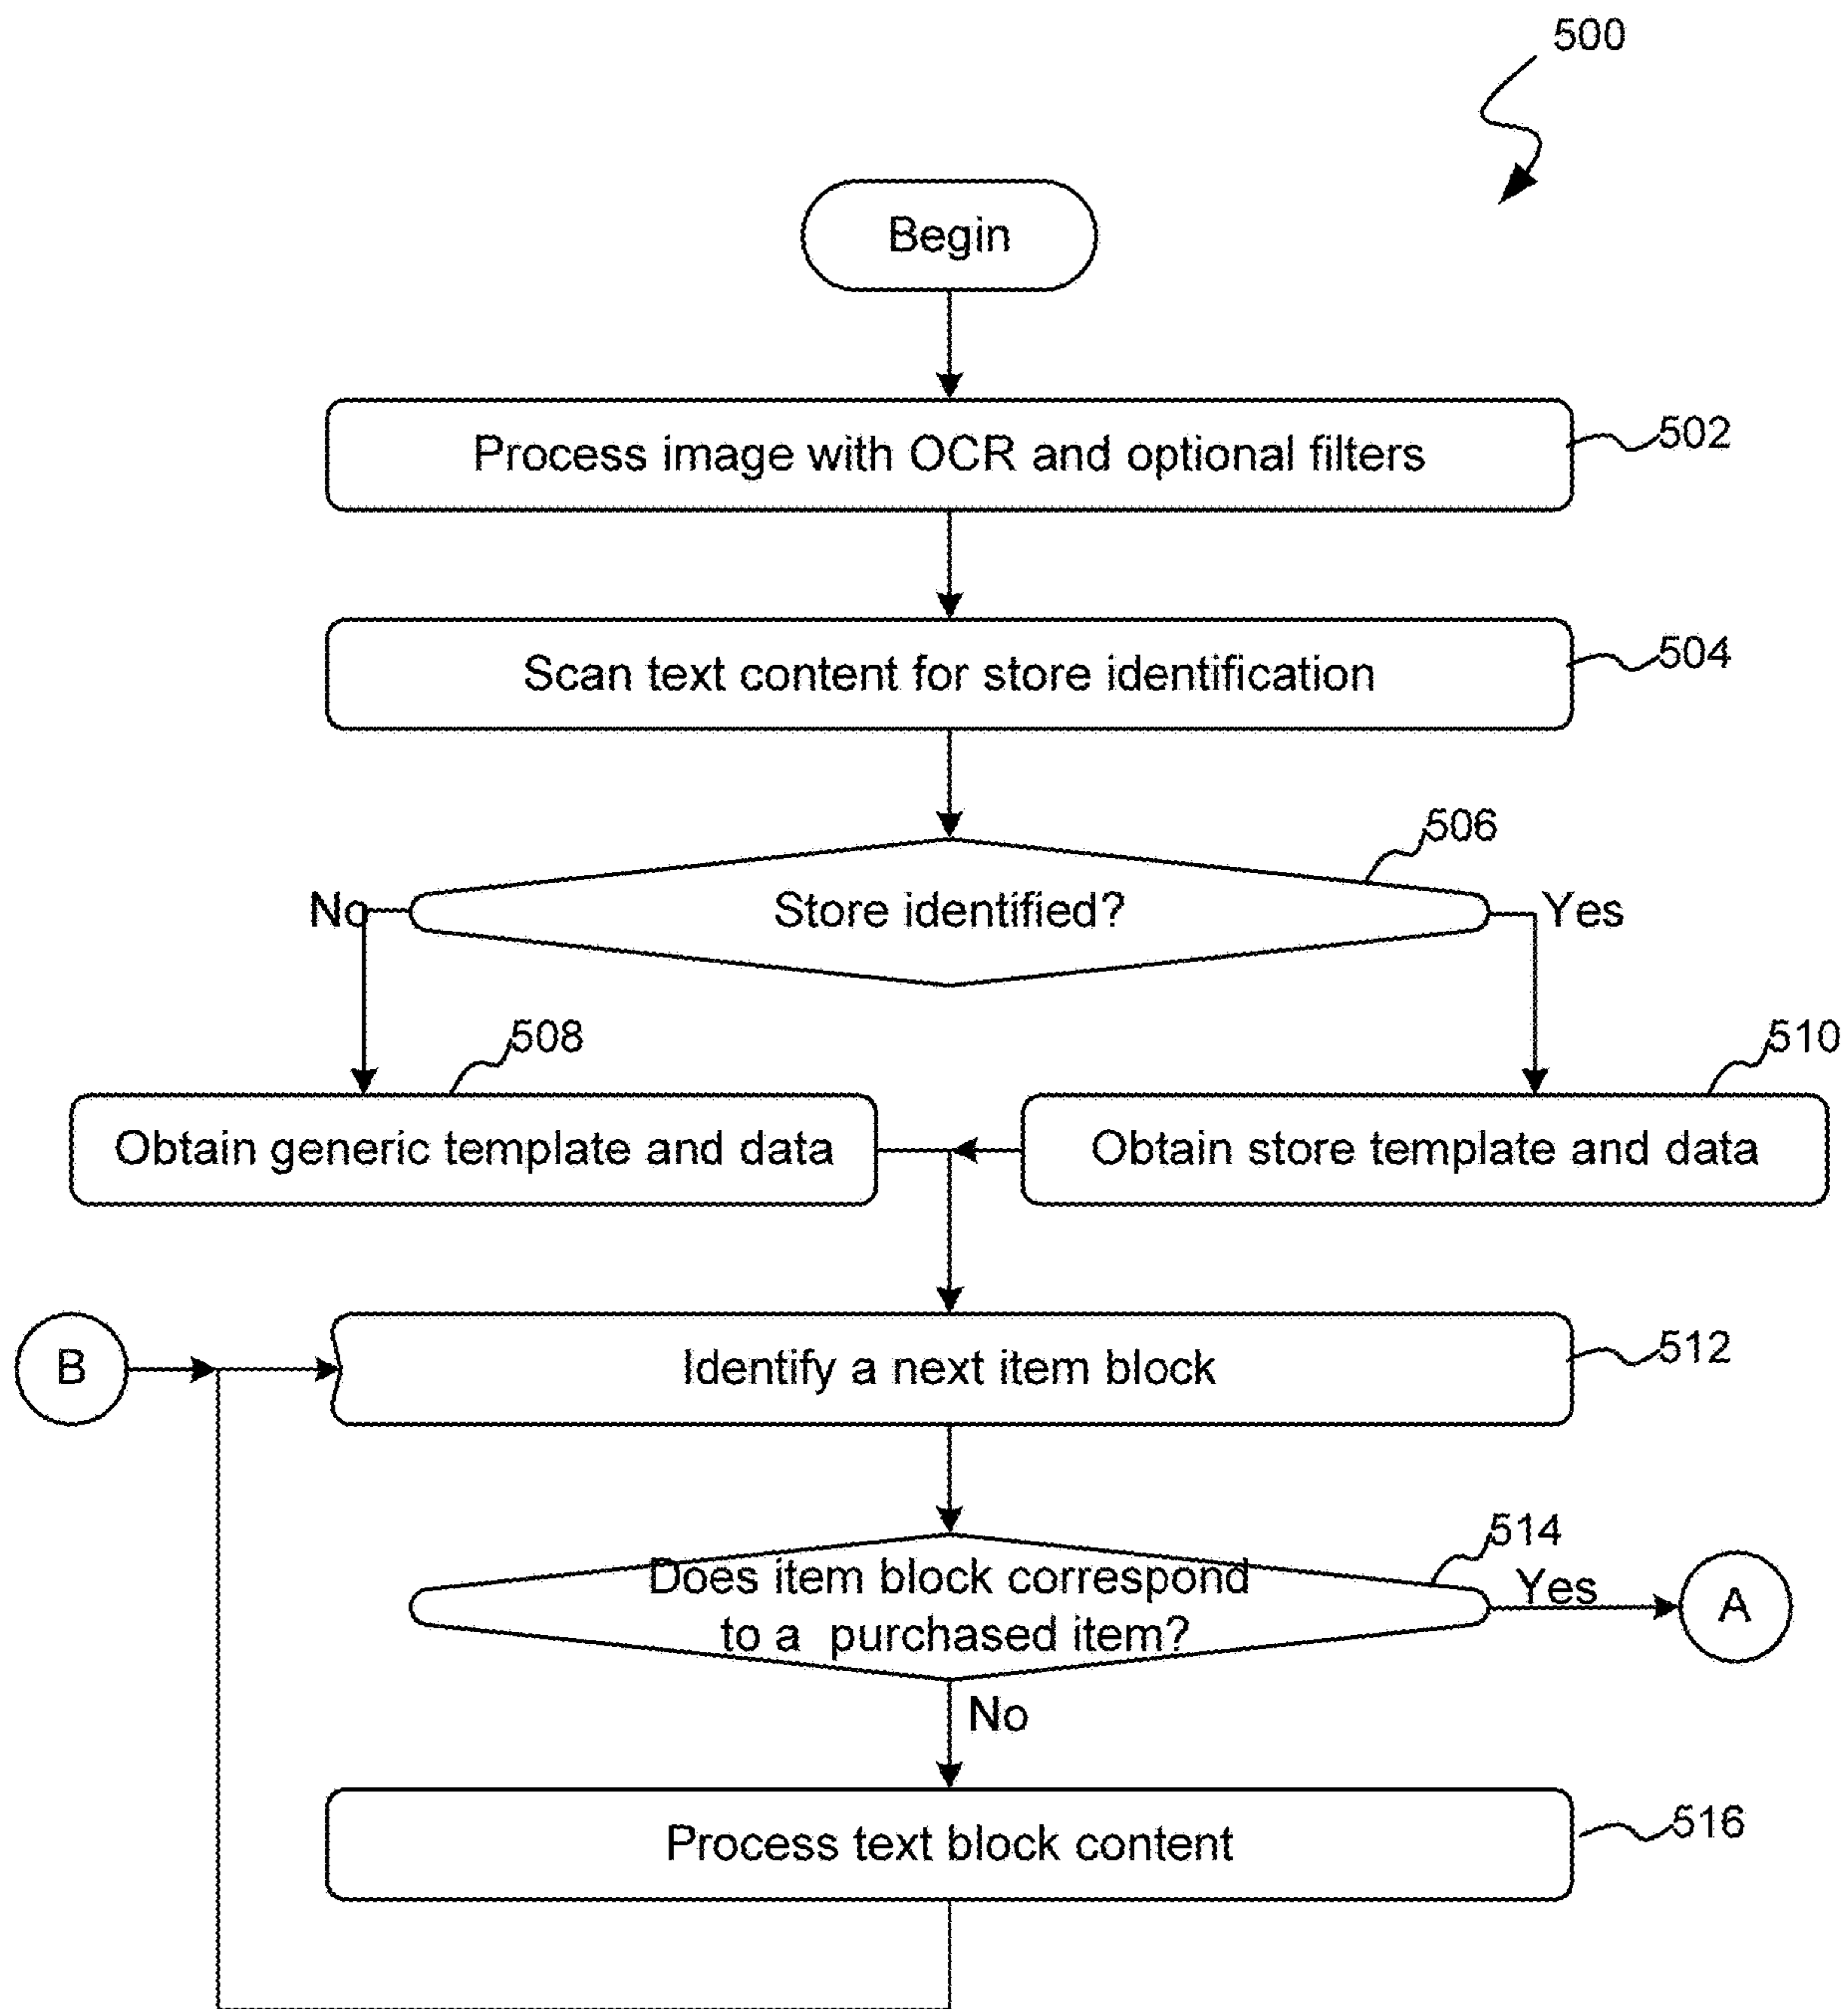 500
Begin
Process image with OCR and optional filters
502
Scan text content for store identification
504
506
No
Store identified?
Yes
508
510
Obtain generic template and data
Obtain store template and data
B
Identify a next item block
512
514
Does item block correspond
to a purchased item?
Yes
A
No
Process text block content
516